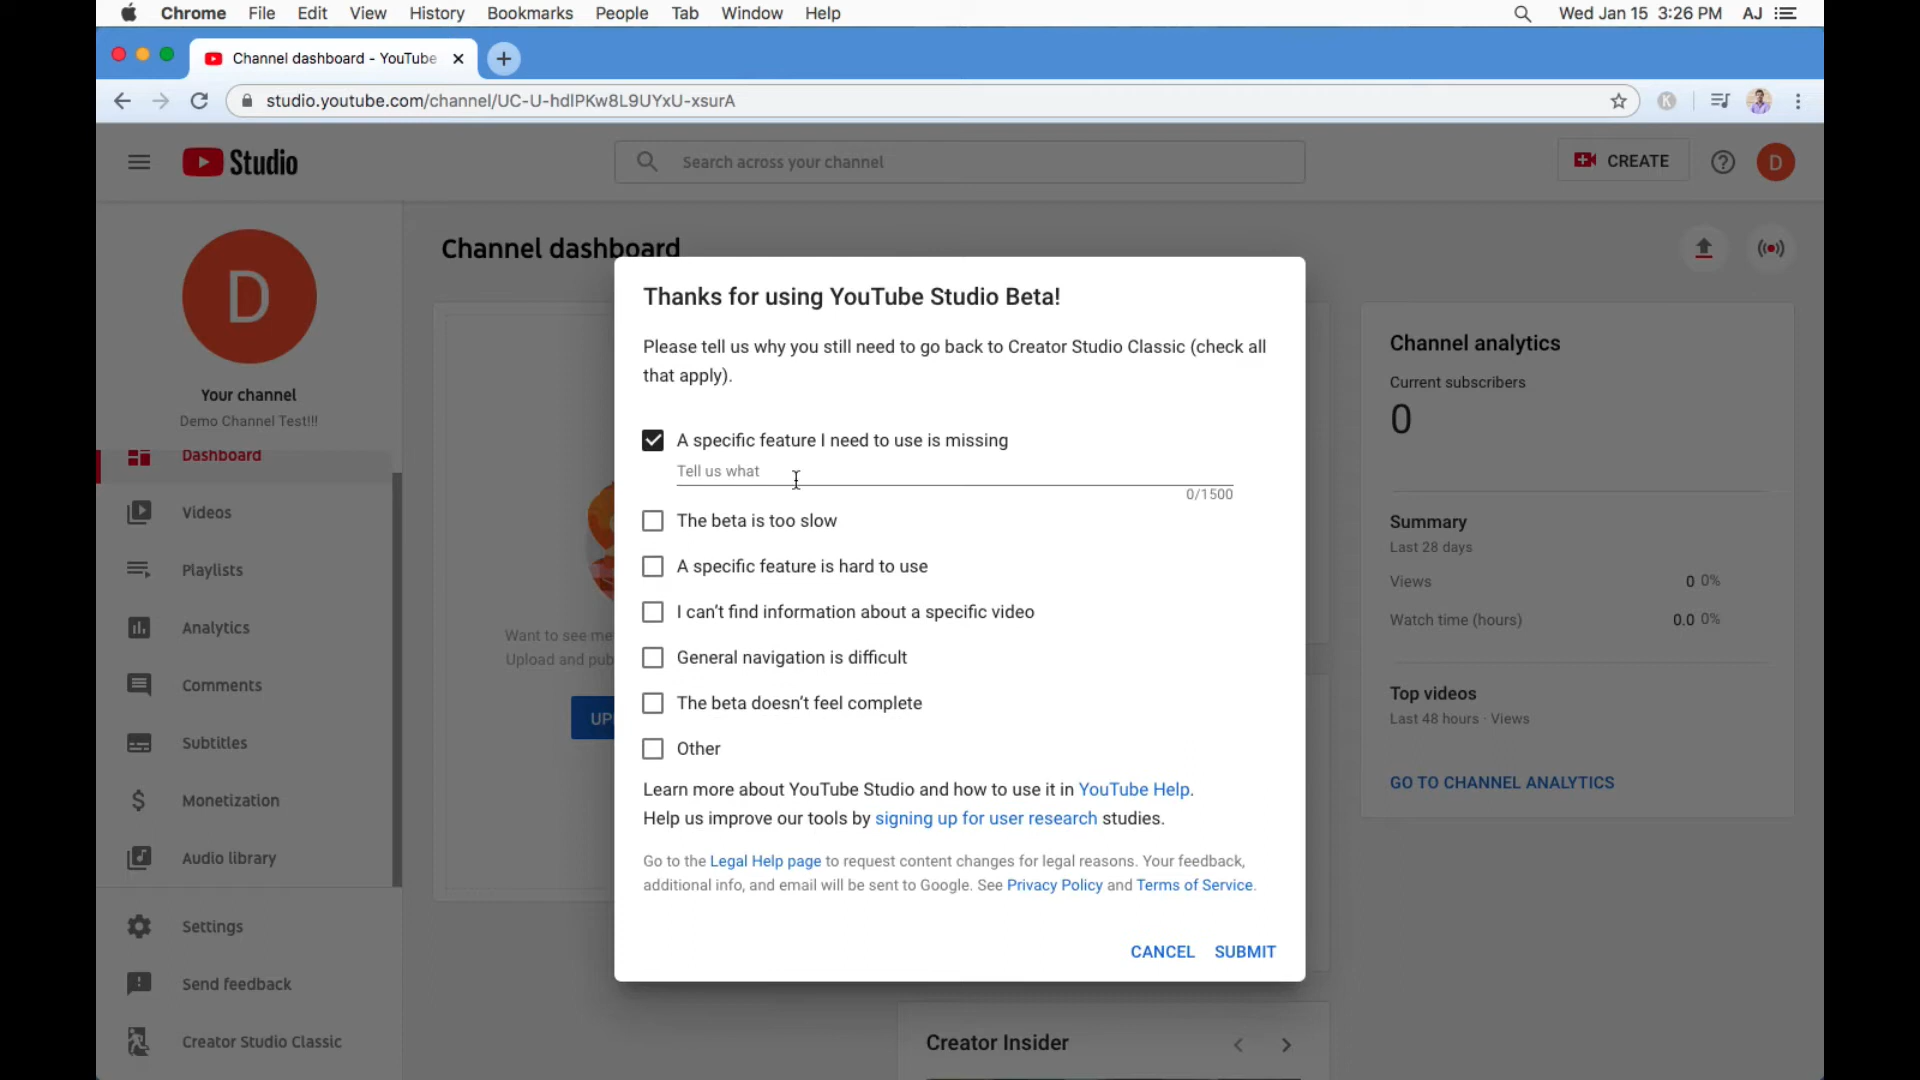 Chrome File Edit View History Bookmarks People Tab Window Help Wed Jan 15 3:26 PM AJ
Channel dashboard - YouTube
studio.youtube.com/channel/UC-U-hdlPKw8L9UYxU-xsurA
Studio
Search across your channel
CREATE
D
D
Your channel
Demo Channel Test!!!
Dashboard
Videos
Playlists
Analytics
Comments
Subtitles
Monetization
Audio library
Settings
Send feedback
Creator Studio Classic
Channel dashboard
Want to see me
Upload and pub
UP
Thanks for using YouTube Studio Beta!
Please tell us why you still need to go back to Creator Studio Classic (check all
that apply).
A specific feature I need to use is missing
Tell us what
0/1500
The beta is too slow
A specific feature is hard to use
I can't find information about a specific video
General navigation is difficult
The beta doesn't feel complete
Other
Learn more about YouTube Studio and how to use it in YouTube Help.
Help us improve our tools by signing up for user research studies.
Go to the Legal Help page to request content changes for legal reasons. Your feedback,
additional info, and email will be sent to Google. See Privacy Policy and Terms of Service.
CANCEL SUBMIT
Creator Insider
Channel analytics
Current subscribers
0
Summary
Last 28 days
Views 0 0%
Watch time (hours) 0.0 0%
Top videos
Last 48 hours · Views
GO TO CHANNEL ANALYTICS